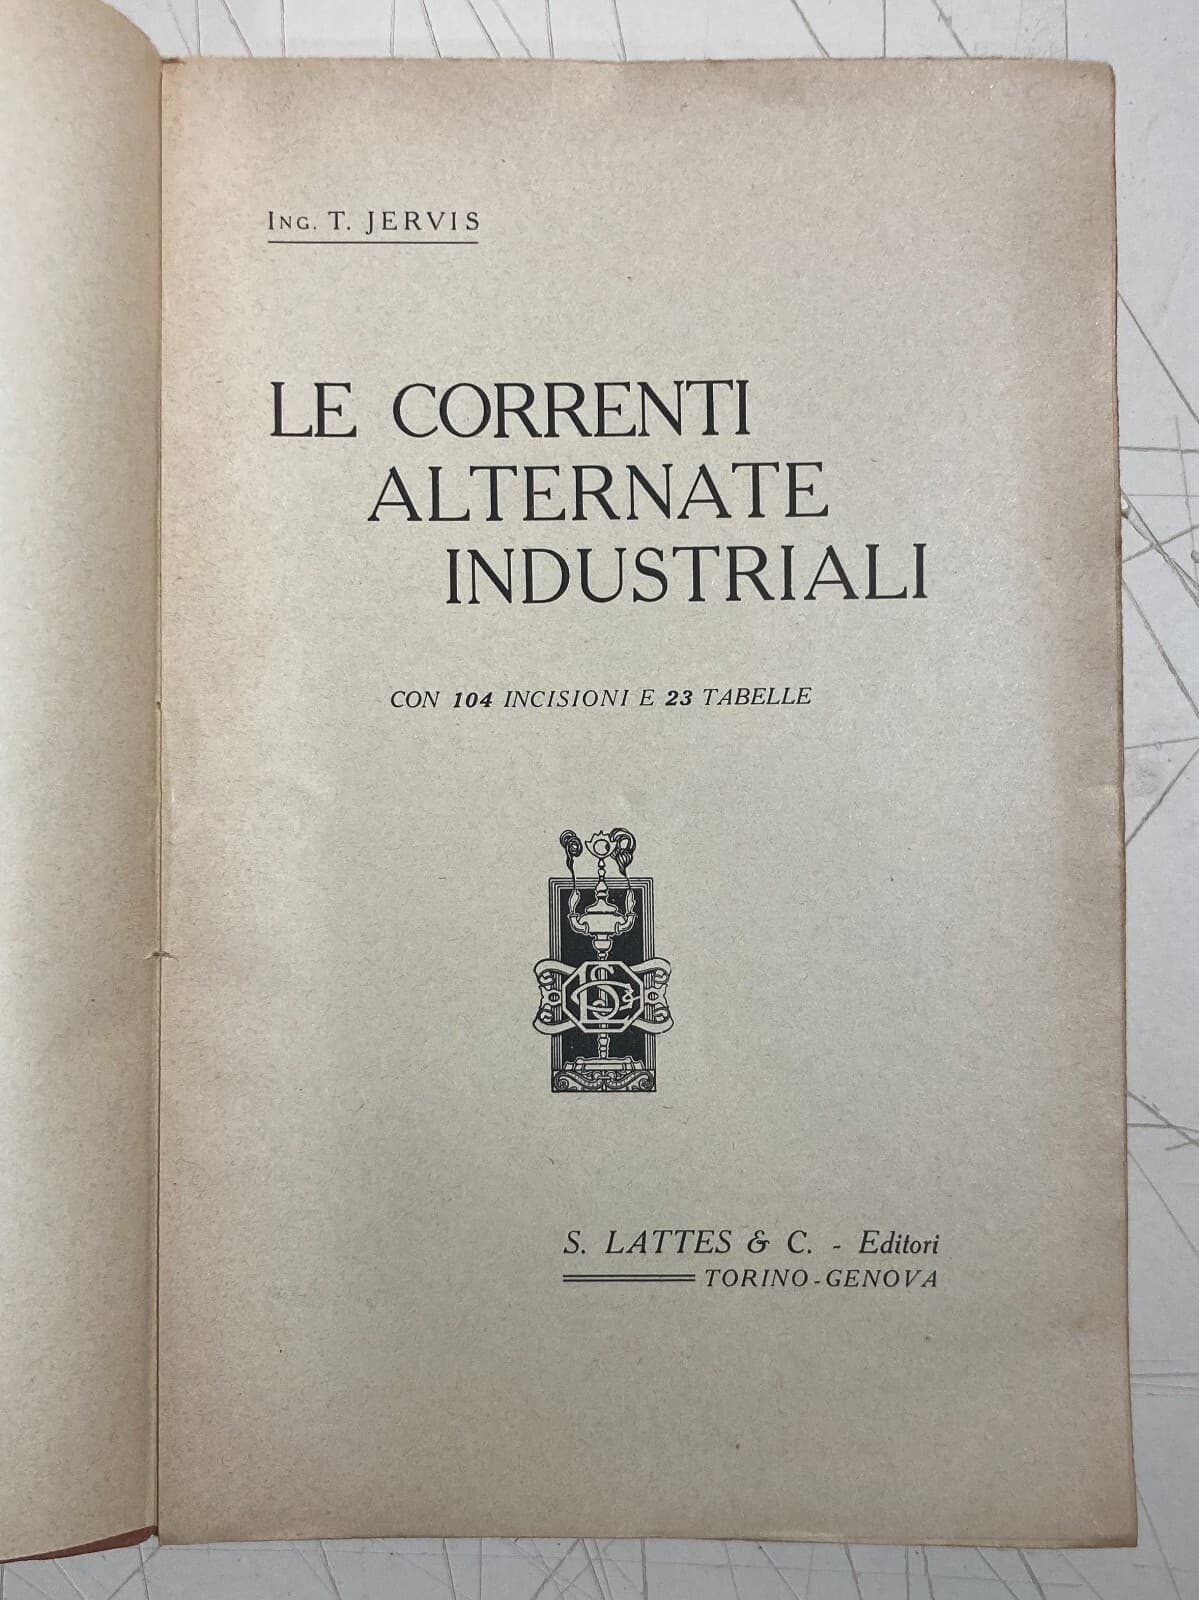 ING. T. JERVIS
LE CORRENTI
ALTERNATE
INDUSTRIALI
CON 104 INCISIONI E 23 TABELLE
S. LATTES & C. - Editori
TORINO-GENOVA